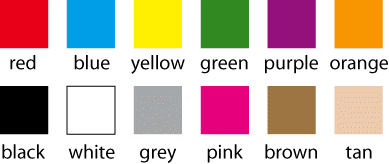 red blue yellow green purple orange
black white grey pink brown tan